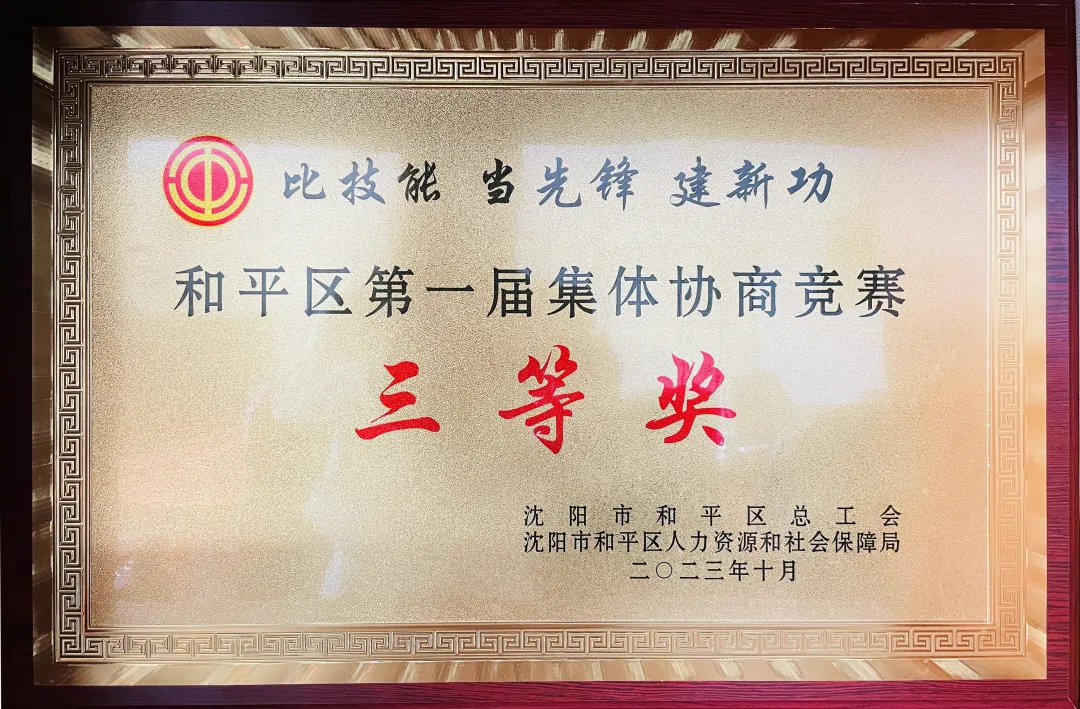 比技能 当先锋 建新功
和平区第一届集体协商竞赛
三等奖
沈阳市和平区总工会
沈阳市和平区人力资源和社会保障局
二〇二三年十月